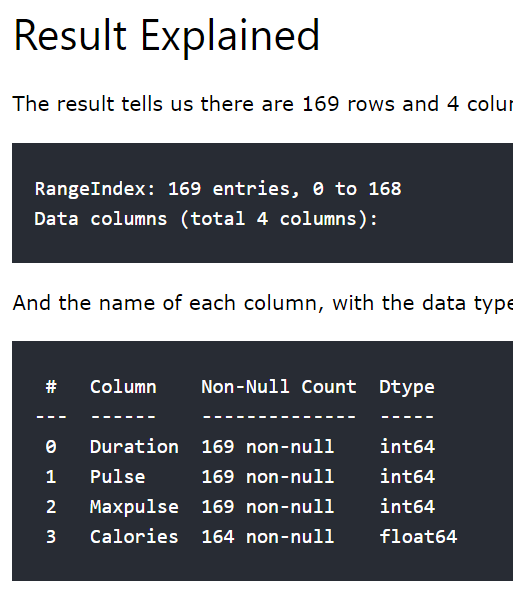 Result Explained
The result tells us there are 169 rows and 4
RangeIndex: 169 entries, 0 to 168
Data columns (total 4 columns):
And the name of each column, with the data type
#   Column    Non-Null Count  Dtype
---  ------    --------------  -----
0   Duration  169 non-null    int64
1   Pulse     169 non-null    int64
2   Maxpulse  169 non-null    int64
3   Calories  164 non-null    float64